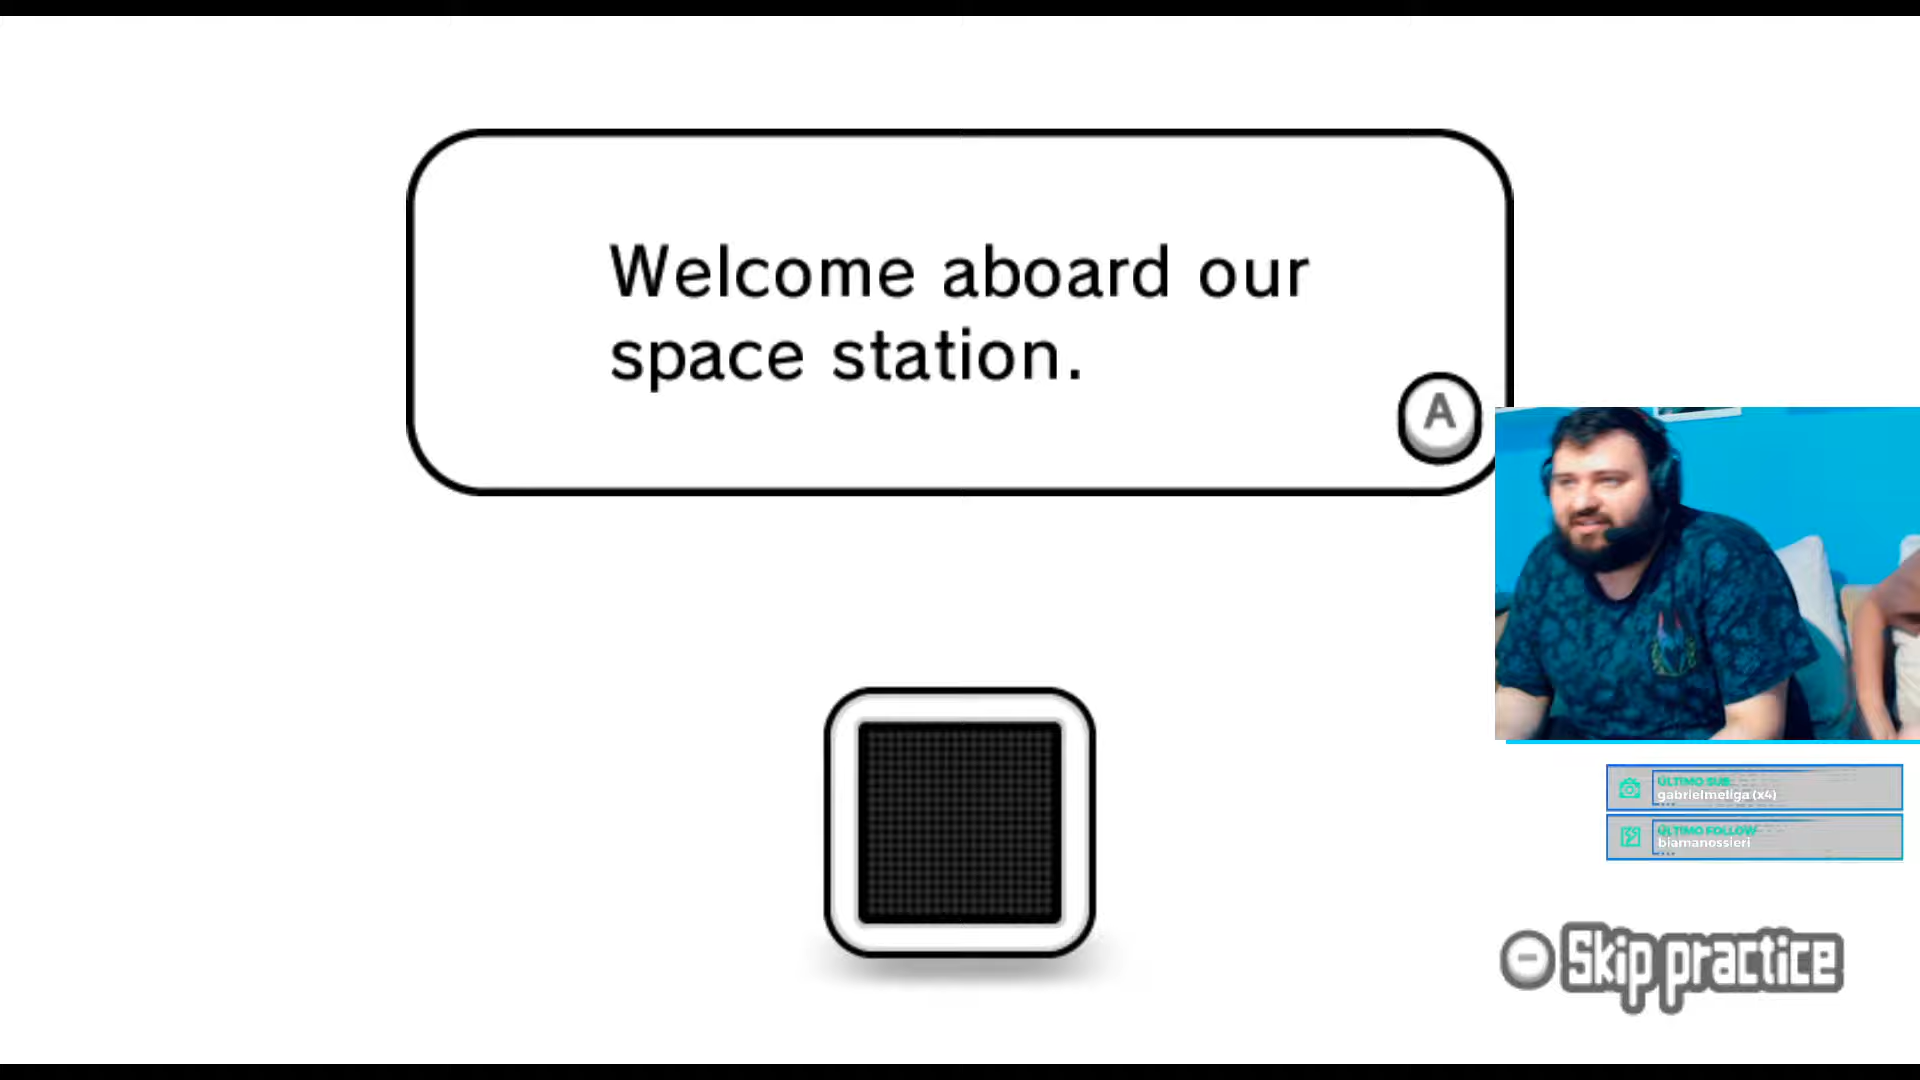 Welcome aboard our
space station.
A
ÚLTIMO SUB
gabrielmeliga (x4)
ÚLTIMO FOLLOW
biamanossieri
Skip practice